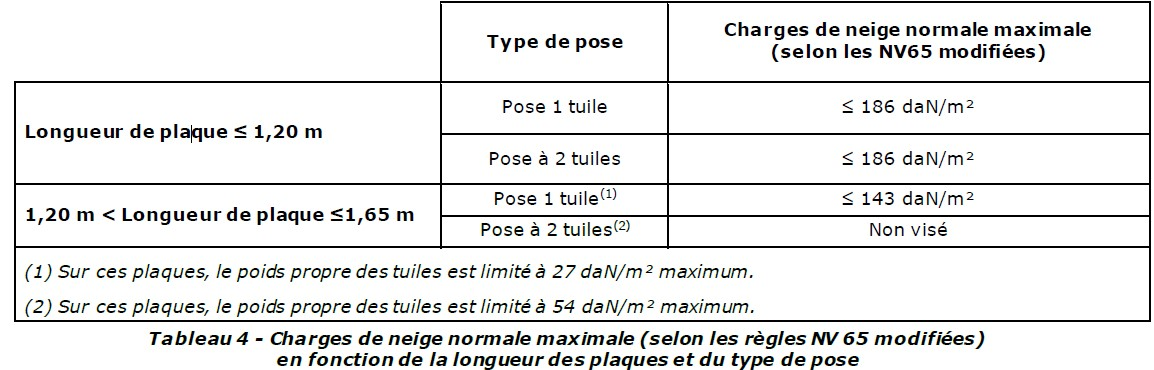 Type de pose
Charges de neige normale maximale
(selon les NV65 modifiées)
Longueur de plaque ≤ 1,20 m
Pose 1 tuile
≤ 186 daN/m²
Pose à 2 tuiles
≤ 186 daN/m²
1,20 m < Longueur de plaque ≤1,65 m
Pose 1 tuile(1)
≤ 143 daN/m²
Pose à 2 tuiles(2)
Non visé
(1) Sur ces plaques, le poids propre des tuiles est limité à 27 daN/m² maximum.
(2) Sur ces plaques, le poids propre des tuiles est limité à 54 daN/m² maximum.
Tableau 4 - Charges de neige normale maximale (selon les règles NV 65 modifiées)
en fonction de la longueur des plaques et du type de pose